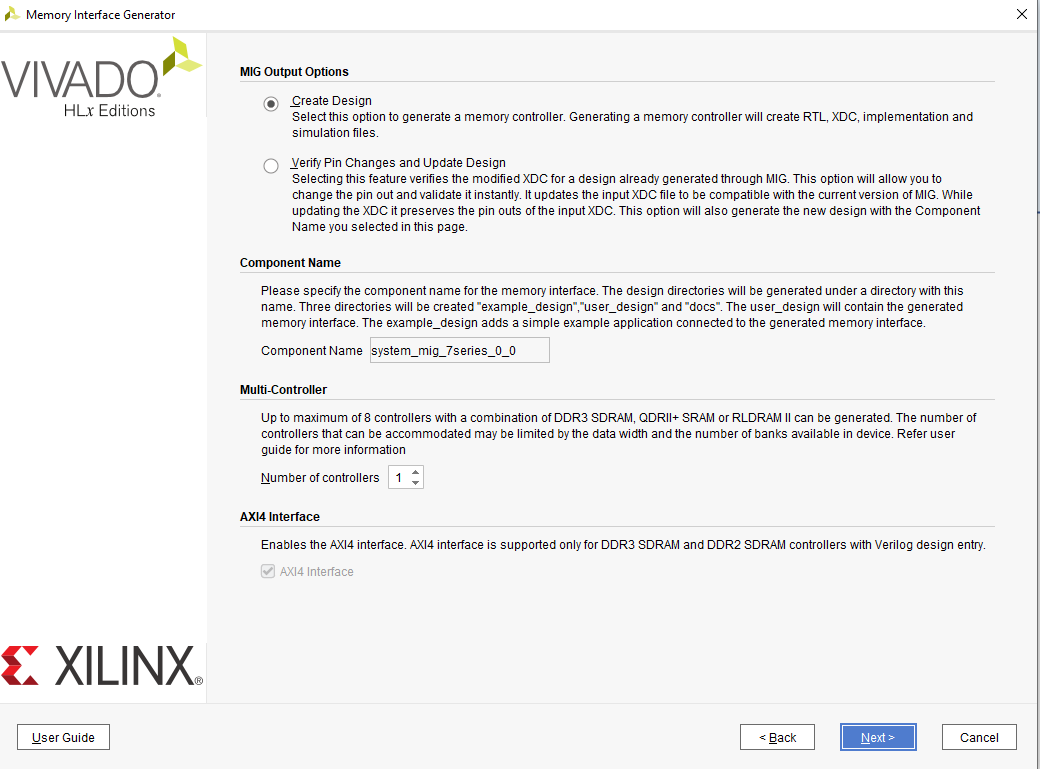 Memory Interface Generator
VIVADO.
HLx Editions
MIG Output Options
Create Design
Select this option to generate a memory controller. Generating a memory controller will create RTL, XDC, implementation and
simulation files.
Verify Pin Changes and Update Design
Selecting this feature verifies the modified XDC for a design already generated through MIG. This option will allow you to
change the pin out and validate it instantly. It updates the input XDC file to be compatible with the current version of MIG. While
updating the XDC it preserves the pin outs of the input XDC. This option will also generate the new design with the Component
Name you selected in this page.
Component Name
Please specify the component name for the memory interface. The design directories will be generated under a directory with this
name. Three directories will be created "example_design","user_design" and "docs". The user_design will contain the generated
memory interface. The example_design adds a simple example application connected to the generated memory interface.
Component Name system_mig_7series_0_0
Multi-Controller
Up to maximum of 8 controllers with a combination of DDR3 SDRAM, QDRII+ SRAM or RLDRAM II can be generated. The number of
controllers that can be accommodated may be limited by the data width and the number of banks available in device. Refer user
guide for more information
Number of controllers 1
AXI4 Interface
Enables the AXI4 interface. AXI4 interface is supported only for DDR3 SDRAM and DDR2 SDRAM controllers with Verilog design entry.
AXI4 Interface
XILINX®
User Guide
< Back
Next >
Cancel